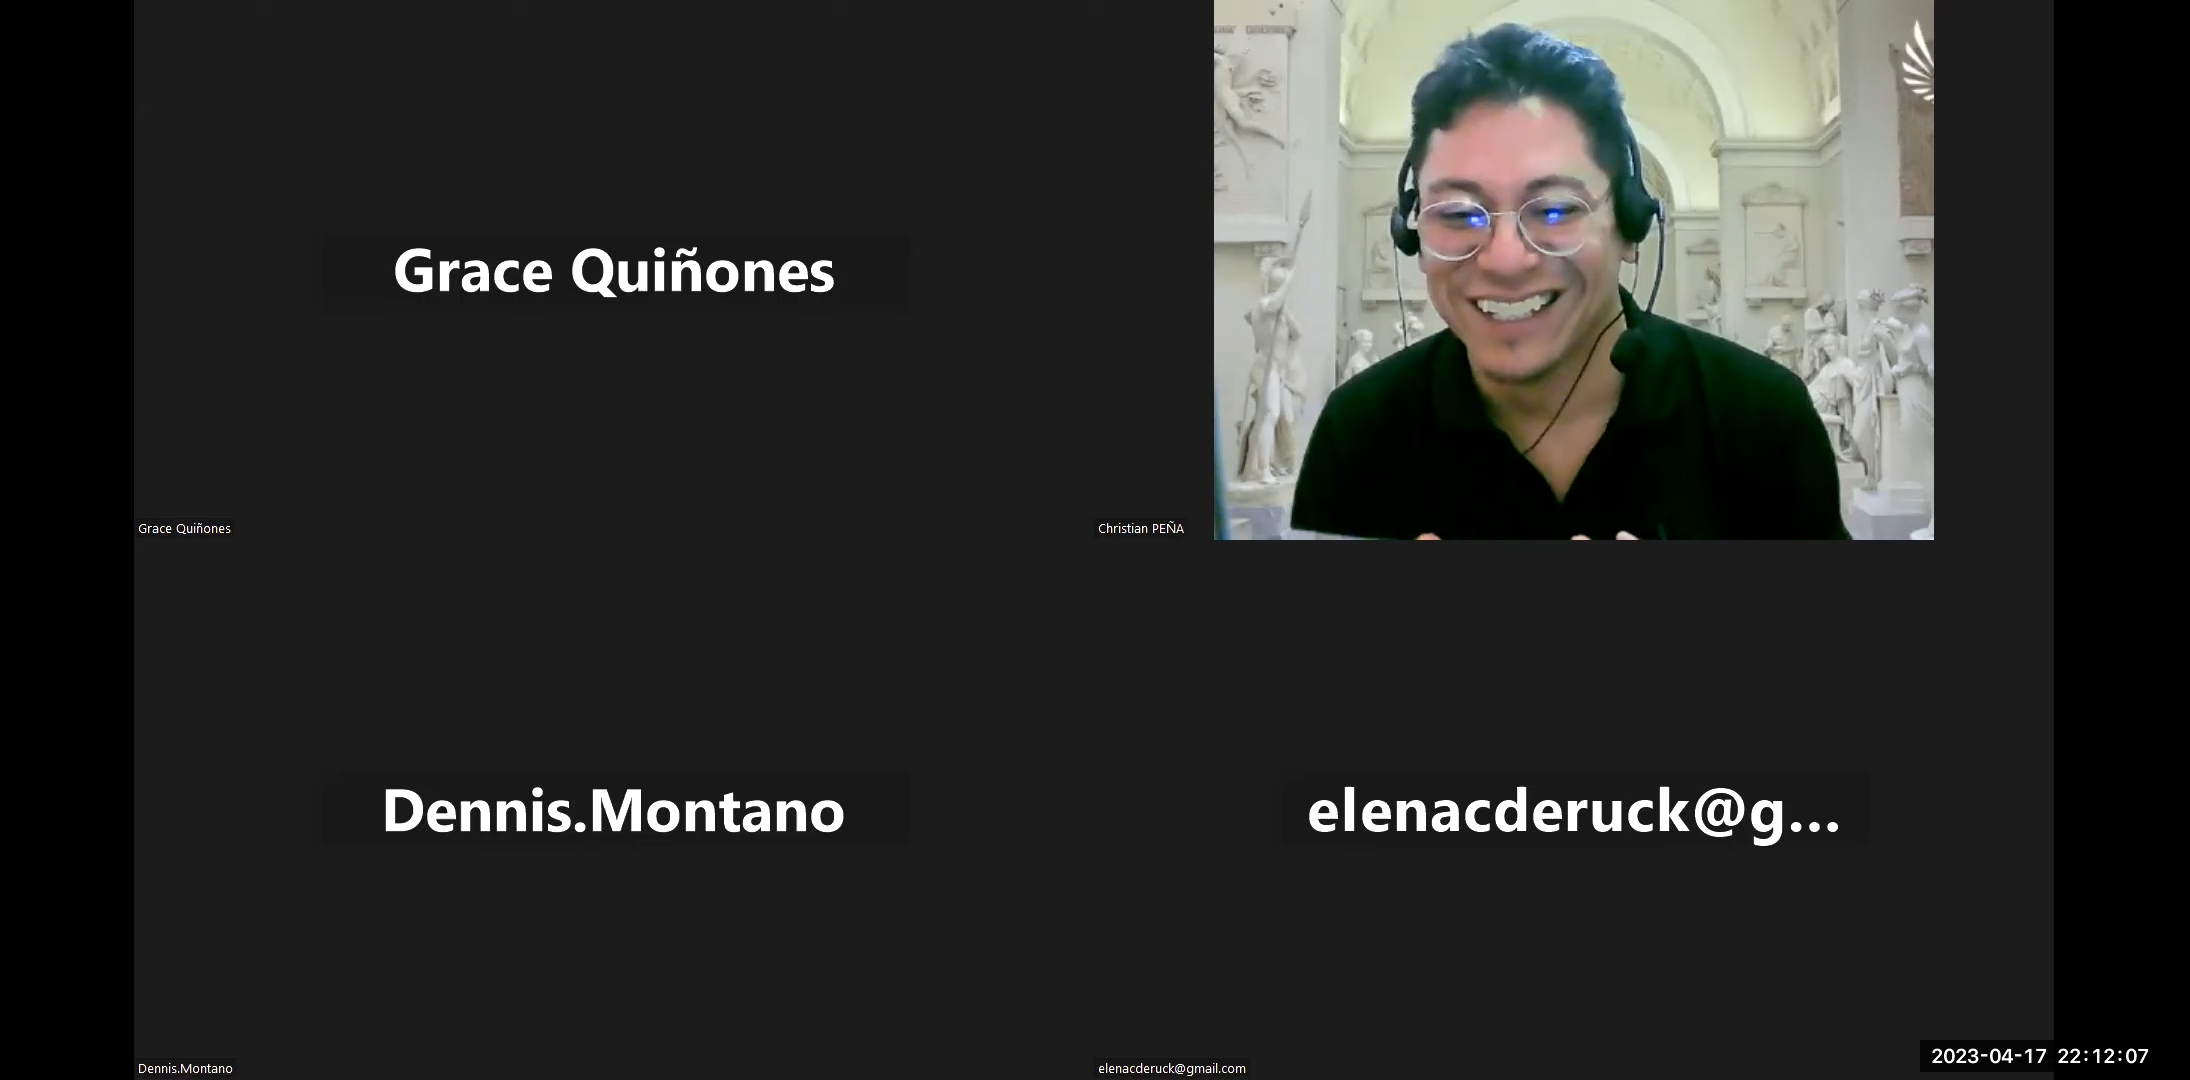 Grace Quiñones
Grace Quiñones
Christian PEÑA
Dennis.Montano
elenacderuck@g...
Dennis.Montano
elenacderuck@gmail.com
2023-04-17 22:12:07